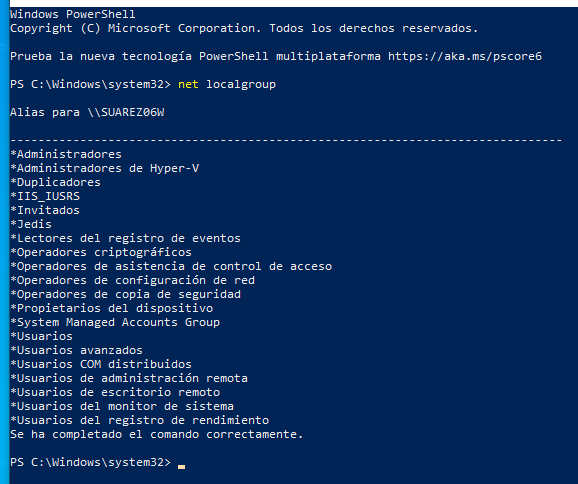 Windows PowerShell
Copyright (C) Microsoft Corporation. Todos los derechos reservados.
Prueba la nueva tecnología PowerShell multiplataforma https://aka.ms/pscore6
PS C:\Windows\system32> net localgroup
Alias para \\SUAREZ06W
-------------------------------------------------------------------------------
*Administradores
*Administradores de Hyper-V
*Duplicadores
*IIS_IUSRS
*Invitados
*Jedis
*Lectores del registro de eventos
*Operadores criptográficos
*Operadores de asistencia de control de acceso
*Operadores de configuración de red
*Operadores de copia de seguridad
*Propietarios del dispositivo
*System Managed Accounts Group
*Usuarios
*Usuarios avanzados
*Usuarios COM distribuidos
*Usuarios de administración remota
*Usuarios de escritorio remoto
*Usuarios del monitor de sistema
*Usuarios del registro de rendimiento
Se ha completado el comando correctamente.
PS C:\Windows\system32> _